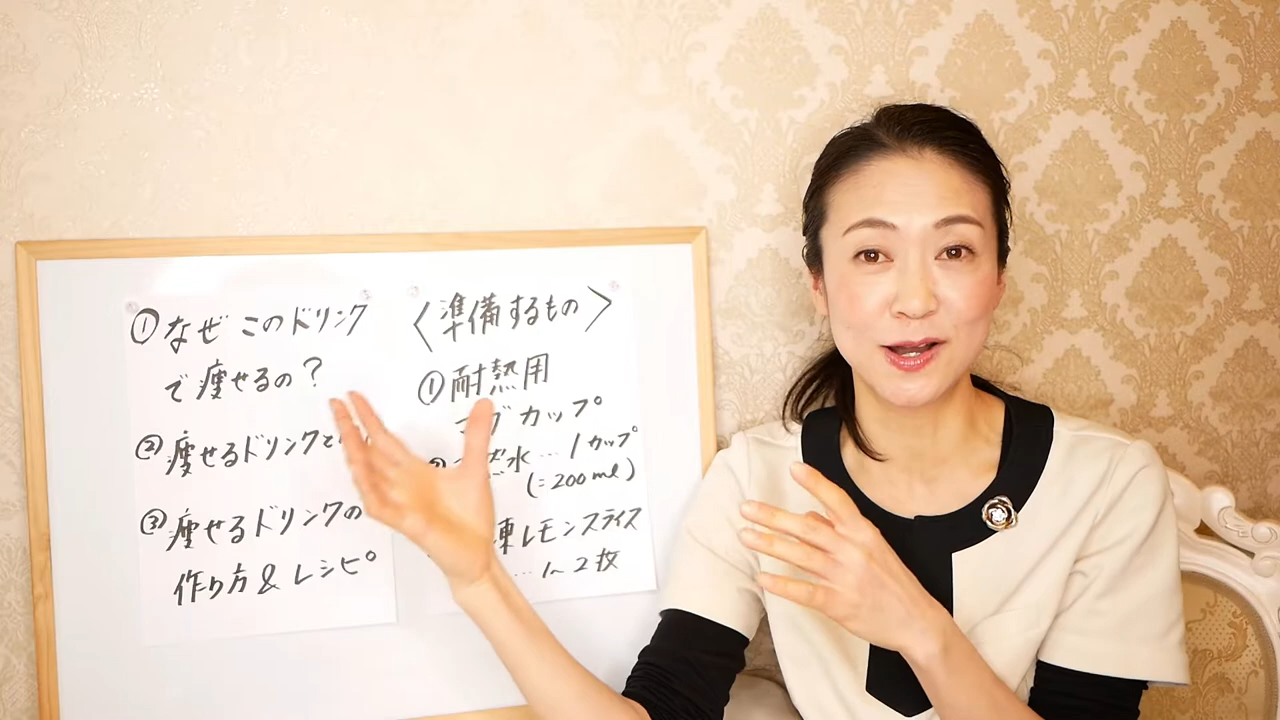 ① なぜこのドリンク
で痩せるの?
② 痩せるドリンクと
③ 痩せるドリンクの
作り方&レシピ
〈準備するもの〉
① 耐熱用
マグカップ
水…1カップ
(=200ml)
凍レモンスライス
…1~2枚